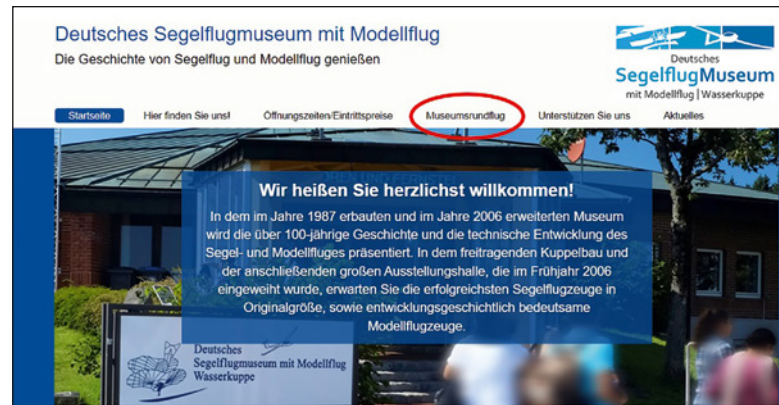 Deutsches Segelflugmuseum mit Modellflug
Die Geschichte von Segelflug und Modellflug genießen
Deutsches
SegelflugMuseum
mit Modellflug | Wasserkuppe
Startseite Hier finden Sie uns! Öffnungszeiten/Eintrittspreise Museumsrundflug Unterstützen Sie uns Aktuelles
Wir heißen Sie herzlichst willkommen!
In dem im Jahre 1987 erbauten und im Jahre 2006 erweiterten Museum
wird die über 100-jährige Geschichte und die technische Entwicklung des
Segel- und Modellfluges präsentiert. In dem freitragenden Kuppelbau und
der anschließenden großen Ausstellungshalle, die im Frühjahr 2006
eingeweiht wurde, erwarten Sie die erfolgreichsten Segelflugzeuge in
Originalgröße, sowie entwicklungsgeschichtlich bedeutsame
Modellflugzeuge.
Deutsches
Segelflugmuseum mit Modellflug
Wasserkuppe